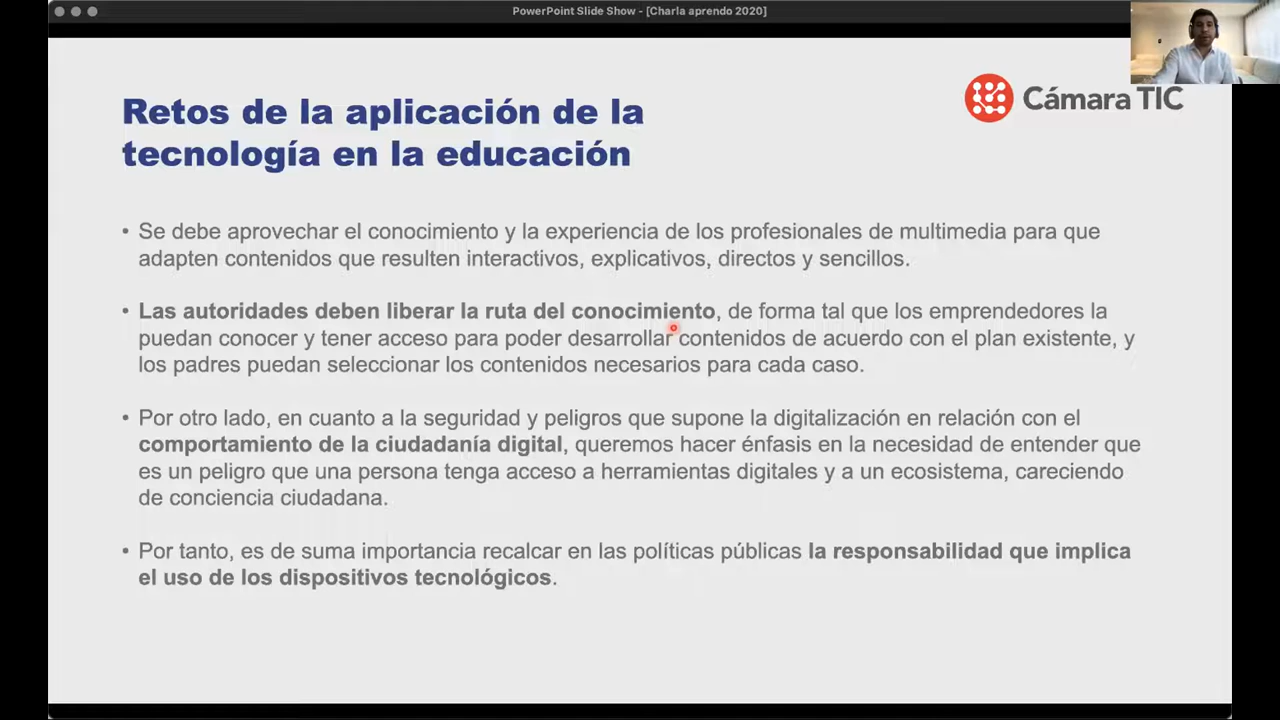 PowerPoint Slide Show - [Charla aprendo 2020]
Cámara TIC
Retos de la aplicación de la
tecnología en la educación
• Se debe aprovechar el conocimiento y la experiencia de los profesionales de multimedia para que
adapten contenidos que resulten interactivos, explicativos, directos y sencillos.
• Las autoridades deben liberar la ruta del conocimiento, de forma tal que los emprendedores la
puedan conocer y tener acceso para poder desarrollar contenidos de acuerdo con el plan existente, y
los padres puedan seleccionar los contenidos necesarios para cada caso.
• Por otro lado, en cuanto a la seguridad y peligros que supone la digitalización en relación con el
comportamiento de la ciudadanía digital, queremos hacer énfasis en la necesidad de entender que
es un peligro que una persona tenga acceso a herramientas digitales y a un ecosistema, careciendo
de conciencia ciudadana.
• Por tanto, es de suma importancia recalcar en las políticas públicas la responsabilidad que implica
el uso de los dispositivos tecnológicos.